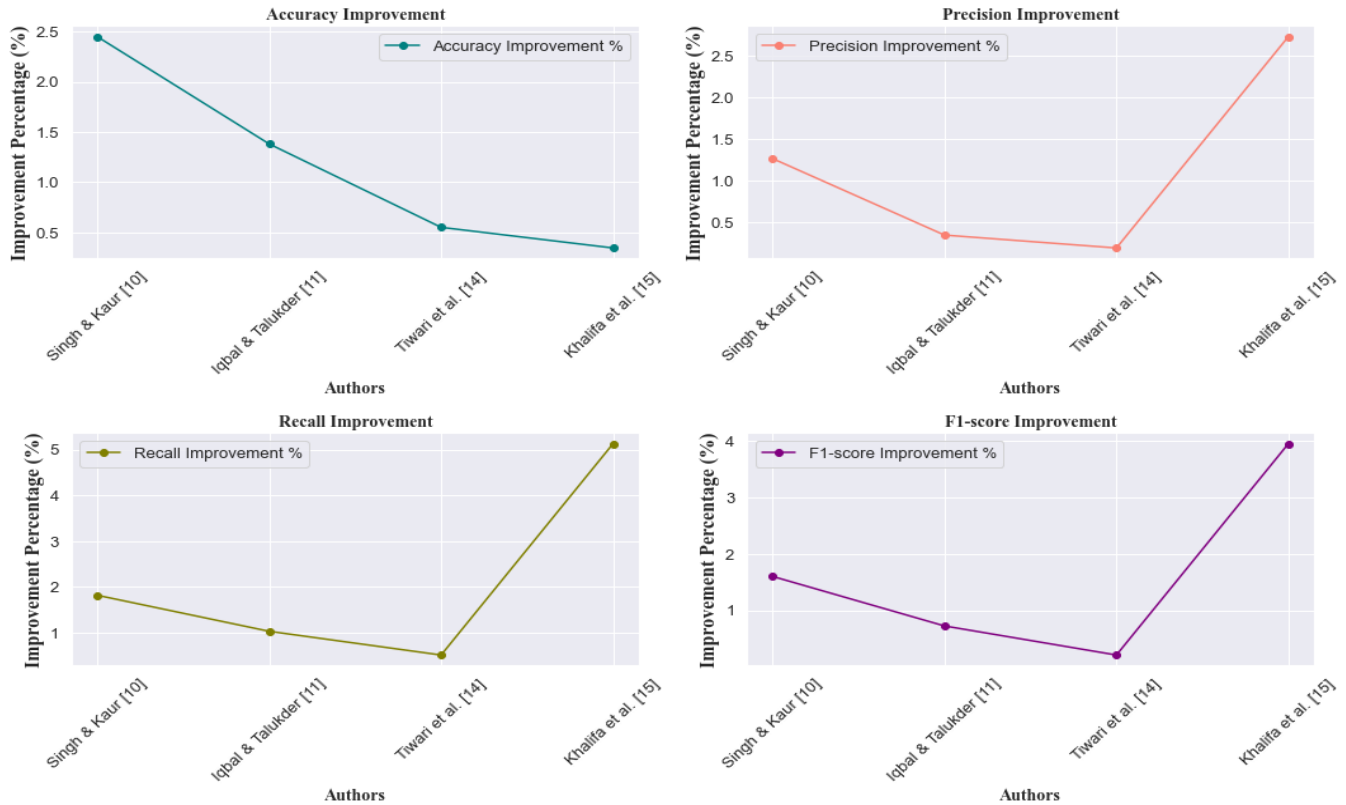 Accuracy Improvement
Improvement Percentage (%)
2.5
2.0
1.5
1.0
0.5
Accuracy Improvement %
Singh & Kaur [10]
Iqbal & Talukder [11]
Tiwari et al. [14]
Khalifa et al. [15]
Authors
Precision Improvement
Improvement Percentage (%)
2.5
2.0
1.5
1.0
0.5
Precision Improvement %
Singh & Kaur [10]
Iqbal & Talukder [11]
Tiwari et al. [14]
Khalifa et al. [15]
Authors
Recall Improvement
Improvement Percentage (%)
5
4
3
2
1
Recall Improvement %
Singh & Kaur [10]
Iqbal & Talukder [11]
Tiwari et al. [14]
Khalifa et al. [15]
Authors
F1-score Improvement
Improvement Percentage (%)
4
3
2
1
F1-score Improvement %
Singh & Kaur [10]
Iqbal & Talukder [11]
Tiwari et al. [14]
Khalifa et al. [15]
Authors